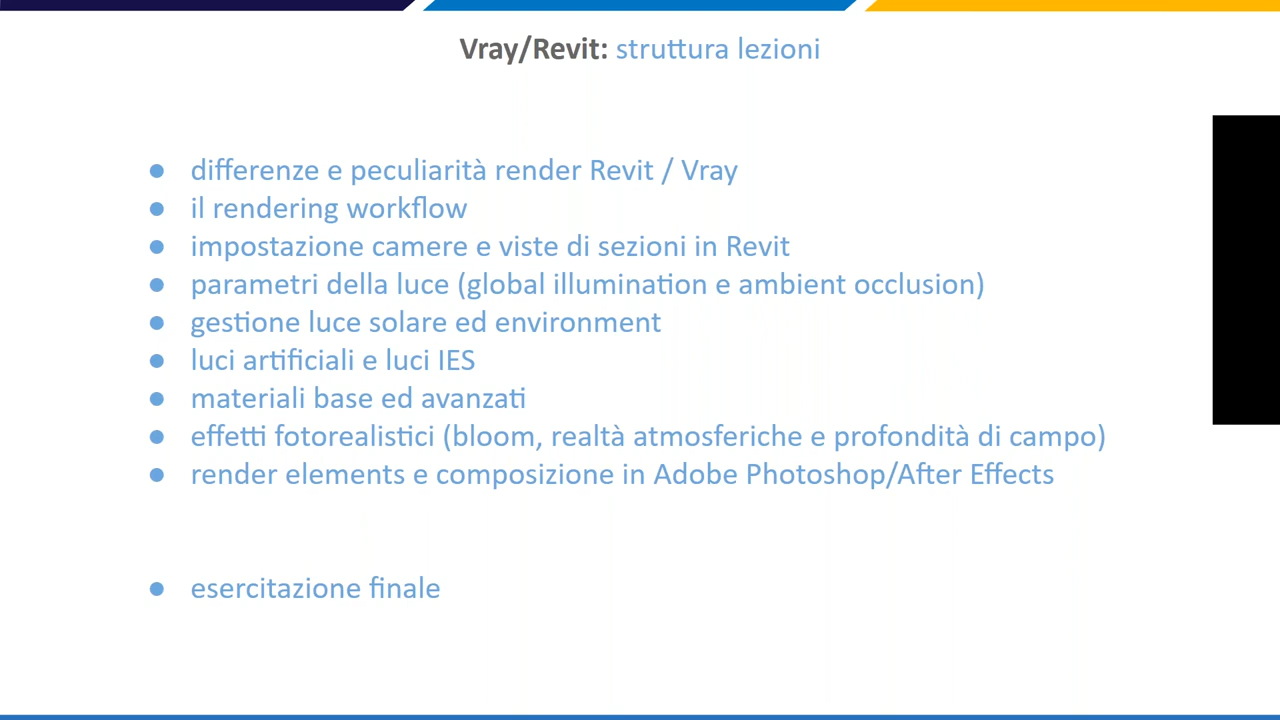 Vray/Revit: struttura lezioni
● differenze e peculiarità render Revit / Vray
● il rendering workflow
● impostazione camere e viste di sezioni in Revit
● parametri della luce (global illumination e ambient occlusion)
● gestione luce solare ed environment
● luci artificiali e luci IES
● materiali base ed avanzati
● effetti fotorealistici (bloom, realtà atmosferiche e profondità di campo)
● render elements e composizione in Adobe Photoshop/After Effects
● esercitazione finale